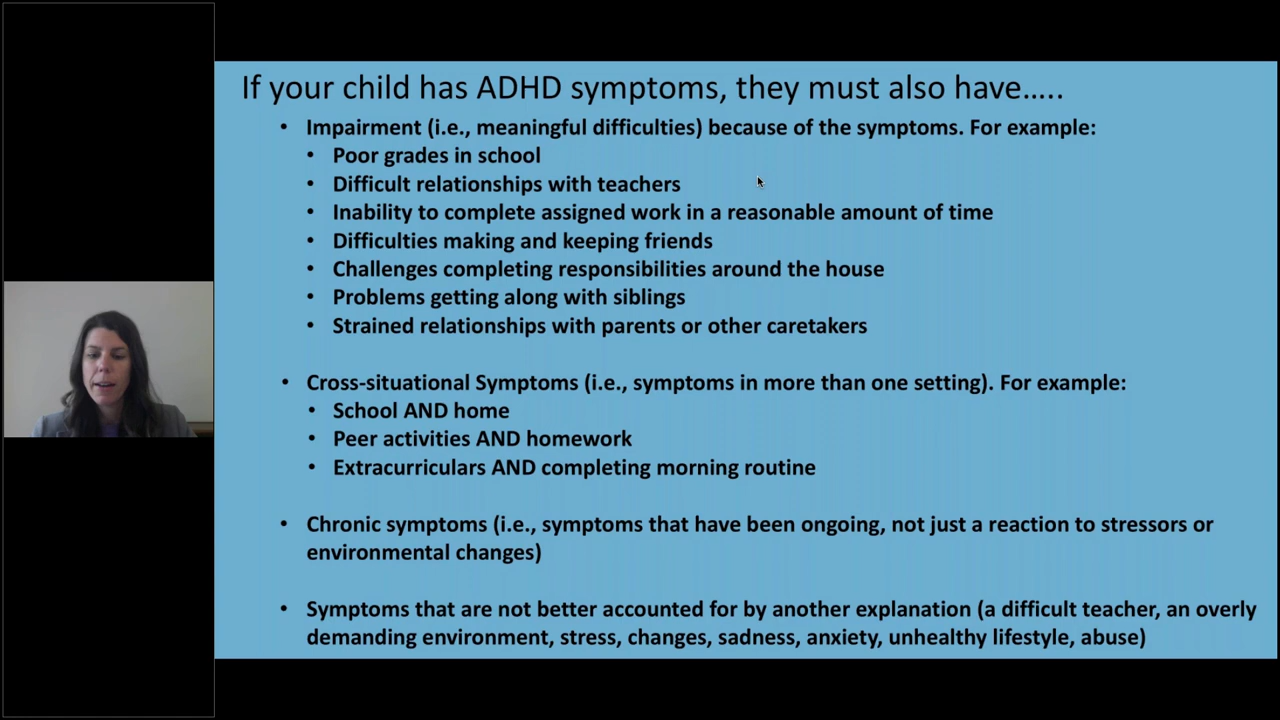 If your child has ADHD symptoms, they must also have…..
• Impairment (i.e., meaningful difficulties) because of the symptoms. For example:
• Poor grades in school
• Difficult relationships with teachers
• Inability to complete assigned work in a reasonable amount of time
• Difficulties making and keeping friends
• Challenges completing responsibilities around the house
• Problems getting along with siblings
• Strained relationships with parents or other caretakers
• Cross-situational Symptoms (i.e., symptoms in more than one setting). For example:
• School AND home
• Peer activities AND homework
• Extracurriculars AND completing morning routine
• Chronic symptoms (i.e., symptoms that have been ongoing, not just a reaction to stressors or
environmental changes)
• Symptoms that are not better accounted for by another explanation (a difficult teacher, an overly
demanding environment, stress, changes, sadness, anxiety, unhealthy lifestyle, abuse)